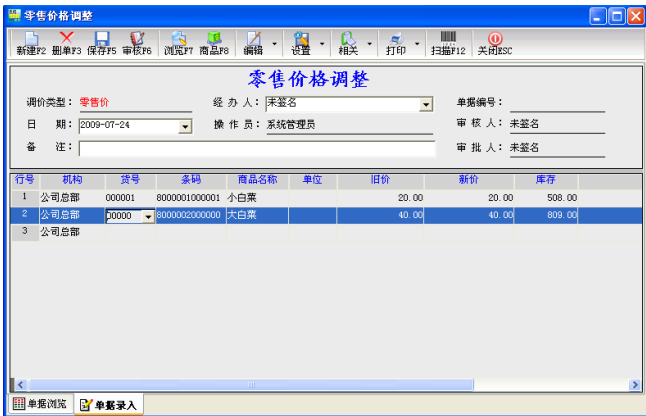 零售价格调整
新建F2 删单F3 保存F5 审核F6 浏览F7 商品F8 编辑 设置 相关 打印 扫描F12 关闭ESC
零售价格调整
调价类型: 零售价 经 办 人: 未签名 单据编号:
日 期: 2009-07-24 操 作 员: 系统管理员 审 核 人: 未签名
备 注: 审 批 人: 未签名
行号 机构 货号 条码 商品名称 单位 旧价 新价 库存
1 公司总部 000001 8000001000001 小白菜 20.00 20.00 508.00
2 公司总部 00000 8000002000000 大白菜 40.00 40.00 809.00
3 公司总部
单据浏览 单据录入